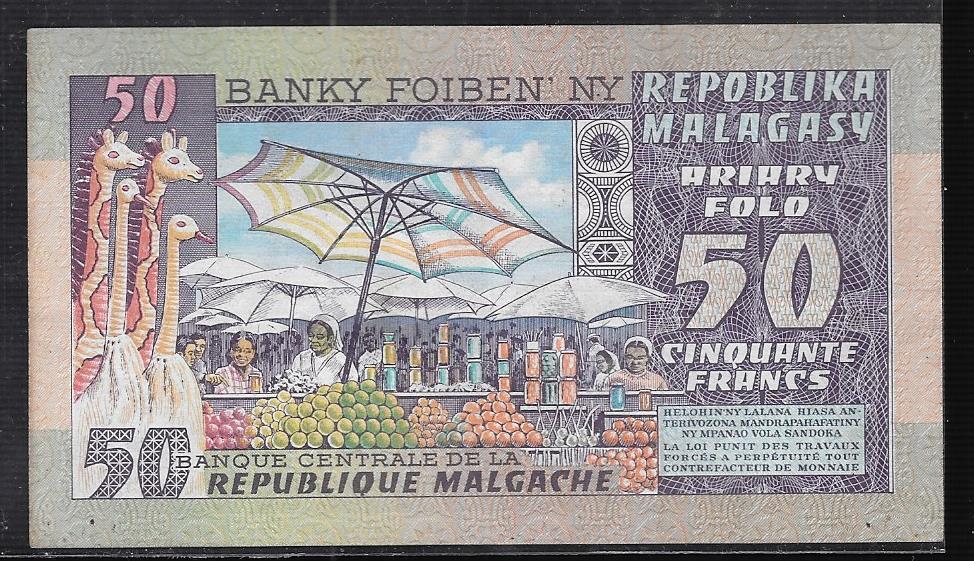 50
BANKY FOIBEN' NY
REPOBLIKA
MALAGASY
ARIARY
FOLO
50
CINQUANTE
FRANCS
HELOHIN'NY LALANA HIASA AN-
TERIVOZONA MANDRAPAHAFATINY
NY MPANAO VOLA SANDOKA
LA LOI PUNIT DES TRAVAUX
FORCÉS A PERPÉTUITÉ TOUT
CONTREFACTEUR DE MONNAIE
50
BANQUE CENTRALE DE LA
RÉPUBLIQUE MALGACHE